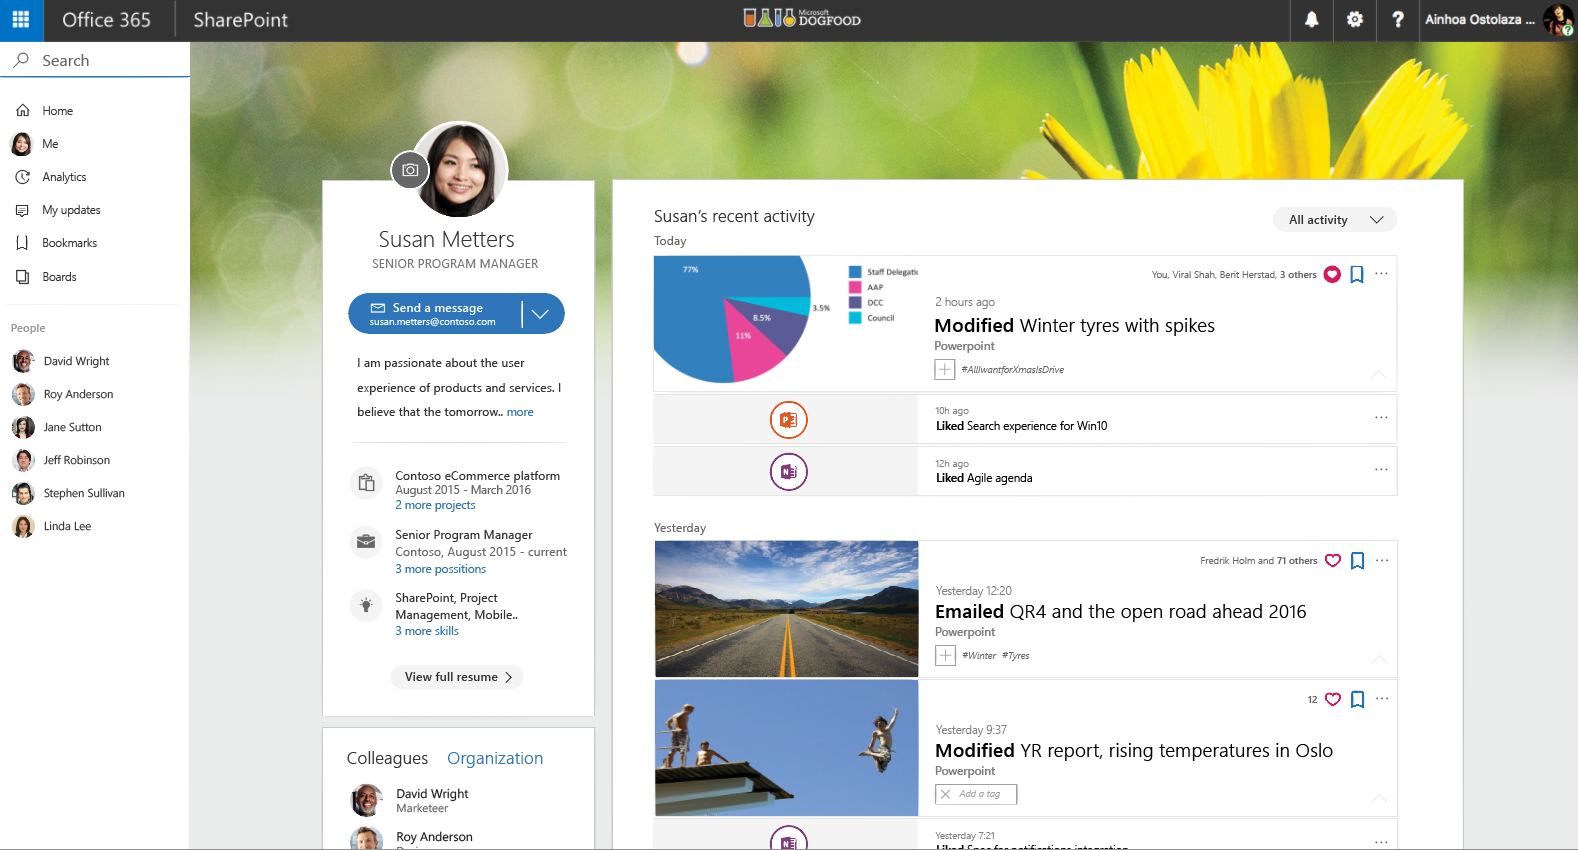 Office 365
SharePoint
Microsoft
DOGFOOD
?
Ainhoa Ostolaza ...
Search
Home
Me
Analytics
My updates
Bookmarks
Boards
People
David Wright
Roy Anderson
Jane Sutton
Jeff Robinson
Stephen Sullivan
Linda Lee
Susan Metters
SENIOR PROGRAM MANAGER
Send a message
susan.metters@contoso.com
I am passionate about the user
experience of products and services. I
believe that the tomorrow.. more
Contoso eCommerce platform
August 2015 - March 2016
2 more projects
Senior Program Manager
Contoso, August 2015 - current
3 more possitions
SharePoint, Project
Management, Mobile..
3 more skills
View full resume
Colleagues Organization
David Wright
Marketeer
Roy Anderson
Susan's recent activity
All activity
Today
77%
11%
8.5%
3.5%
Staff Delegatic
AAP
DCC
Council
You, Viral Shah, Berit Herstad, 3 others
2 hours ago
Modified Winter tyres with spikes
Powerpoint
#AllIwantforXmasIsDrive
10h ago
Liked Search experience for Win10
12h ago
Liked Agile agenda
Yesterday
Fredrik Holm and 71 others
Yesterday 12:20
Emailed QR4 and the open road ahead 2016
Powerpoint
#Winter #Tyres
12
Yesterday 9:37
Modified YR report, rising temperatures in Oslo
Powerpoint
Add a tag
Yesterday 7:21
Liked Spec for notifications integration